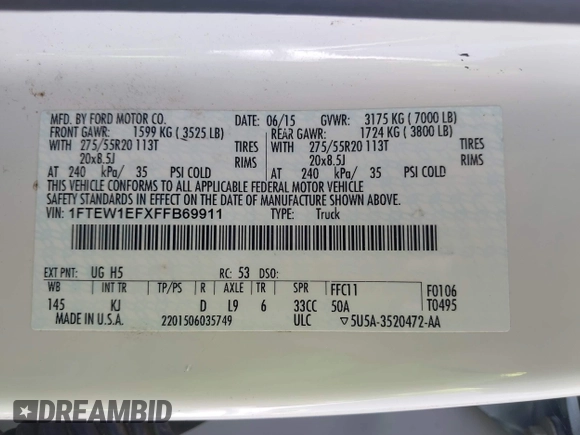 MFD. BY FORD MOTOR CO. DATE: 06/15 GVWR: 3175 KG ( 7000 LB)
FRONT GAWR: 1599 KG ( 3525 LB) REAR GAWR: 1724 KG ( 3800 LB)
WITH 275/55R20 113T TIRES WITH 275/55R20 113T TIRES
20x8.5J RIMS 20x8.5J RIMS
AT 240 kPa/ 35 PSI COLD AT 240 kPa/ 35 PSI COLD
THIS VEHICLE CONFORMS TO ALL APPLICABLE FEDERAL MOTOR VEHICLE
SAFETY STANDARDS IN EFFECT ON THE DATE OF MANUFACTURE SHOWN ABOVE.
VIN: 1FTEW1EFXFFB69911 TYPE: Truck
EXT PNT: UG H5 RC: 53 DSO:
WB INT TR TP/PS R AXLE TR SPR FFC11 F0106
145 KJ D L9 6 33CC 50A T0495
MADE IN U.S.A. 2201506035749 ULC ▽5U5A-3520472-AA
DREAMBID